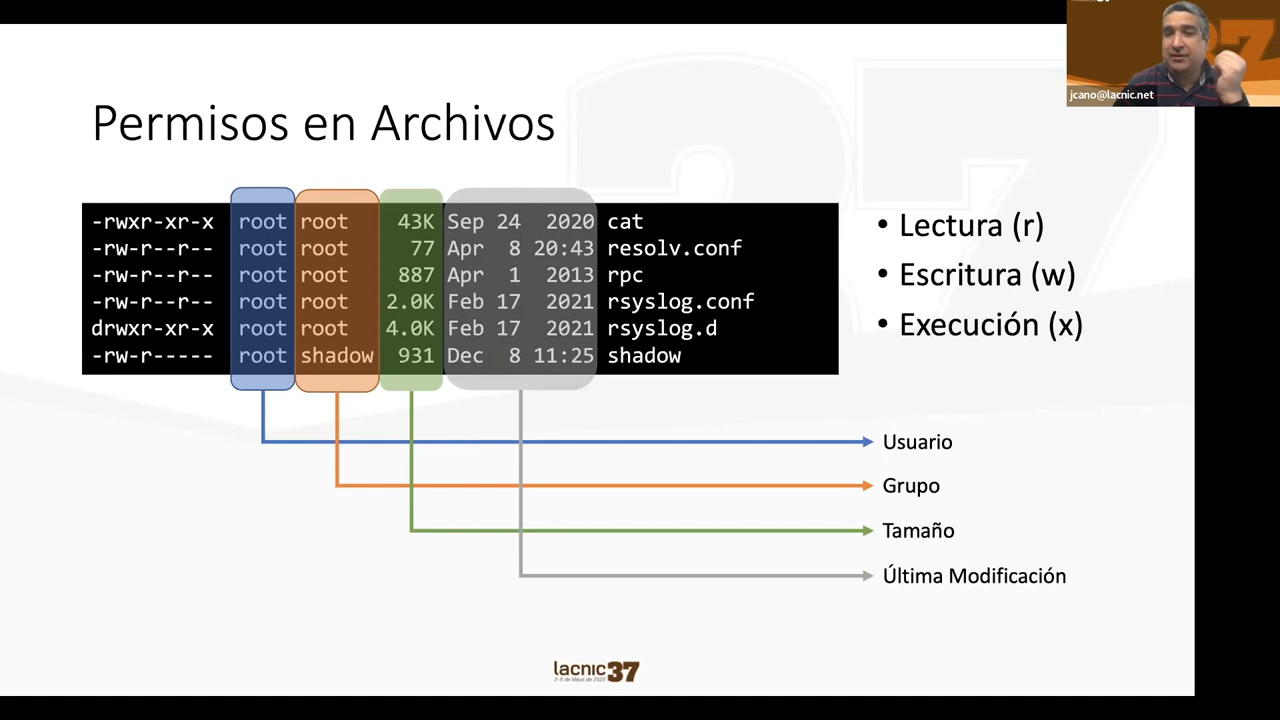 jcano@lacnic.net
Permisos en Archivos
-rwxr-xr-x root root 43K Sep 24 2020 cat
-rw-r--r-- root root 77 Apr 8 20:43 resolv.conf
-rw-r--r-- root root 887 Apr 1 2013 rpc
-rw-r--r-- root root 2.0K Feb 17 2021 rsyslog.conf
drwxr-xr-x root root 4.0K Feb 17 2021 rsyslog.d
-rw-r----- root shadow 931 Dec 8 11:25 shadow
• Lectura (r)
• Escritura (w)
• Execución (x)
Usuario
Grupo
Tamaño
Última Modificación
lacnic37